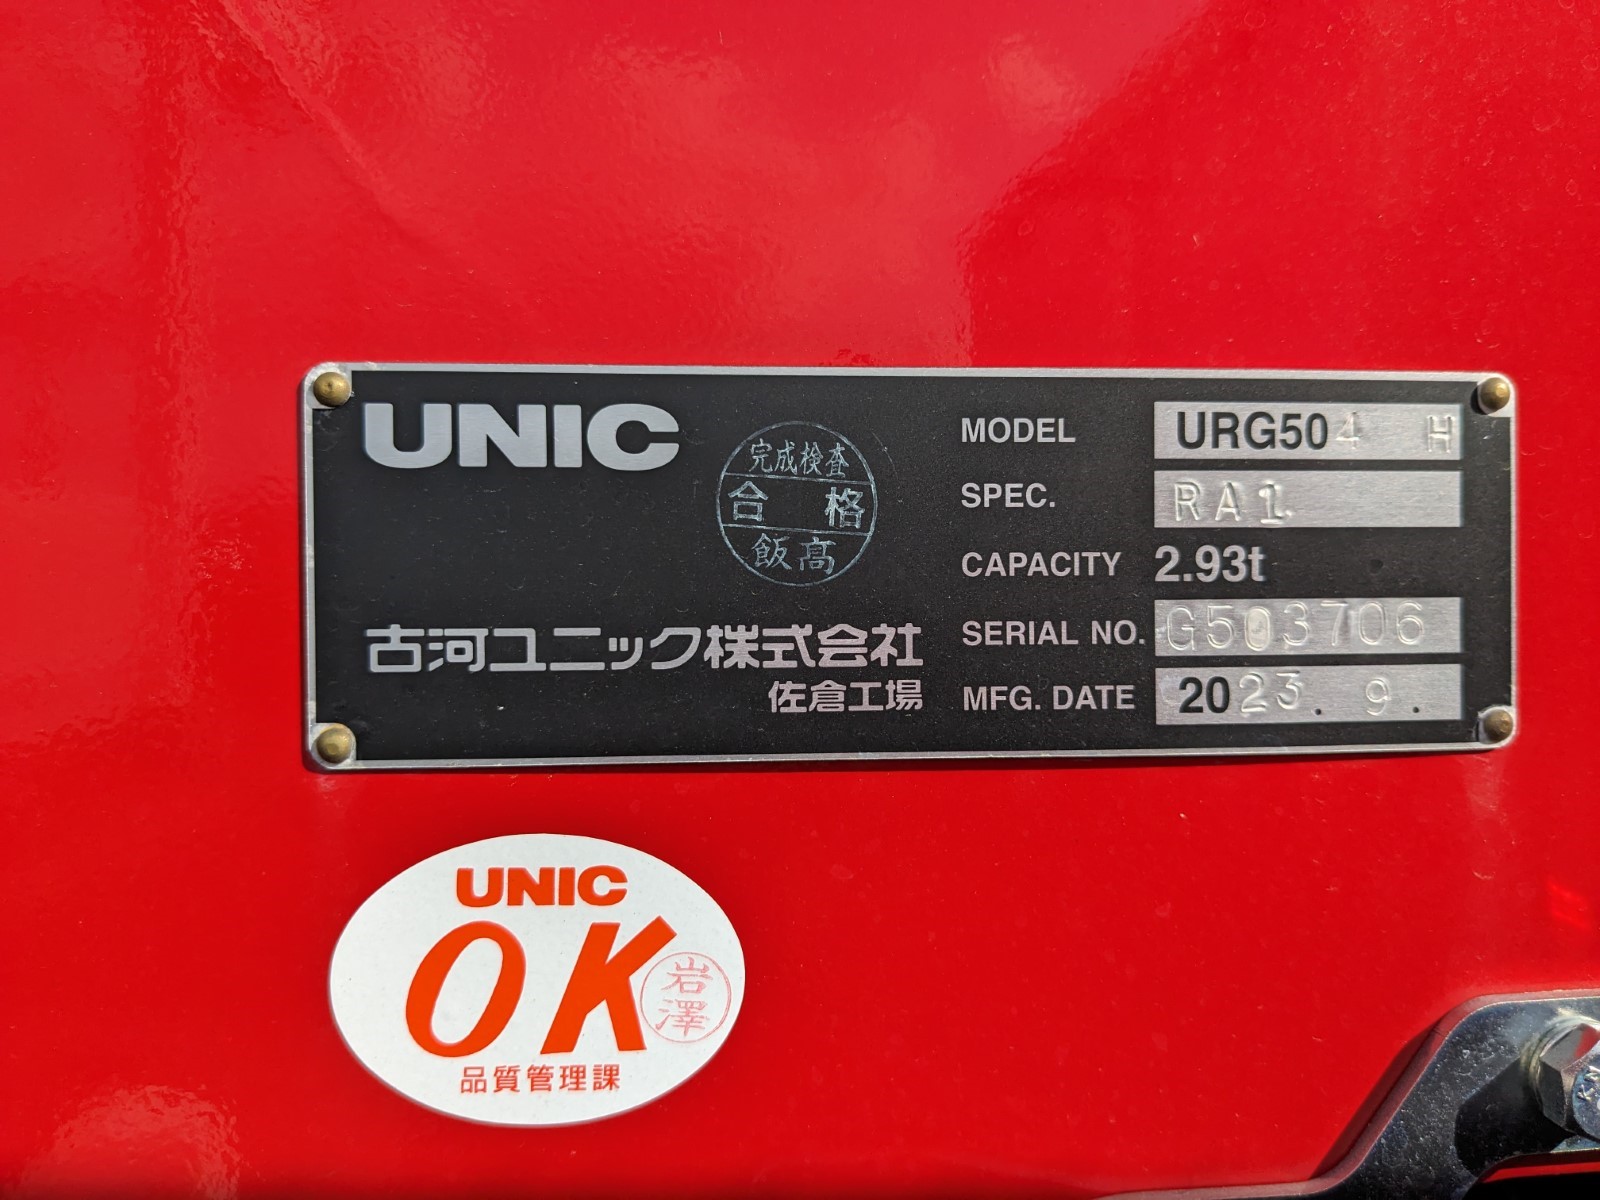 UNIC
完成検査
合格
飯高
古河ユニック株式会社
佐倉工場
MODEL URG504 H
SPEC. RA1
CAPACITY 2.93t
SERIAL NO. G503706
MFG. DATE 2023. 9.
UNIC
OK
岩澤
品質管理課